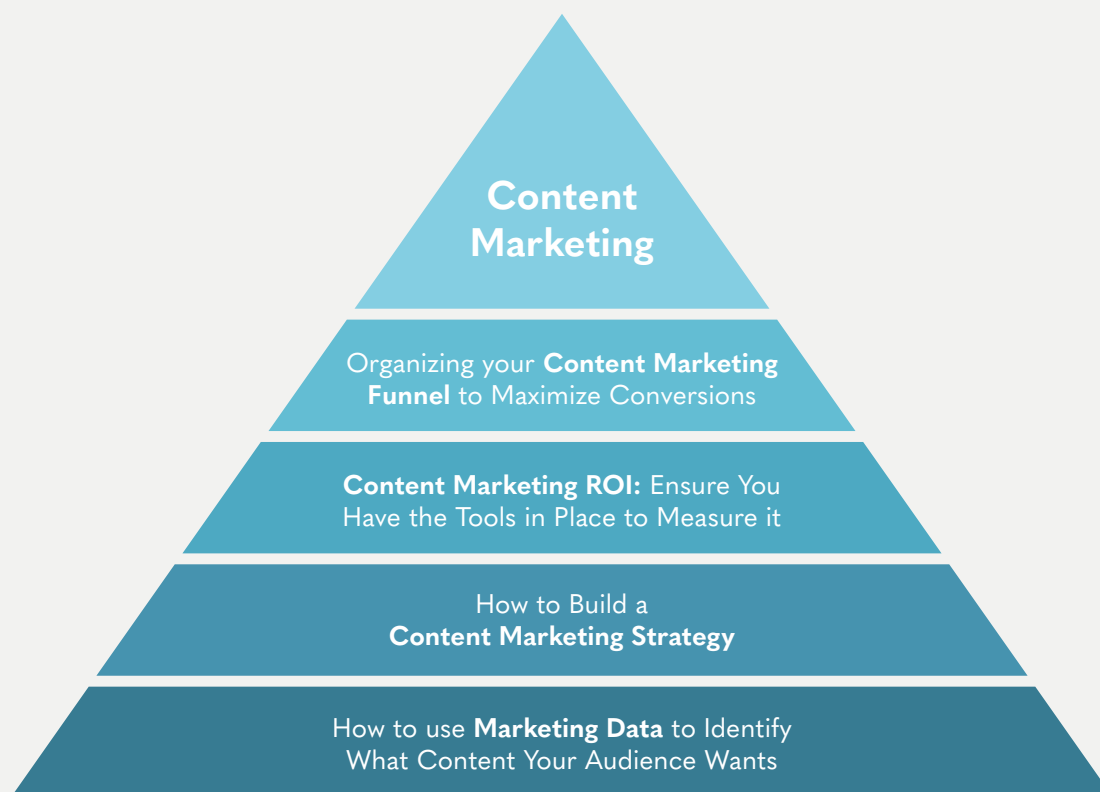 Content
Marketing
Organizing your Content Marketing
Funnel to Maximize Conversions
Content Marketing ROI: Ensure You
Have the Tools in Place to Measure it
How to Build a
Content Marketing Strategy
How to use Marketing Data to Identify
What Content Your Audience Wants